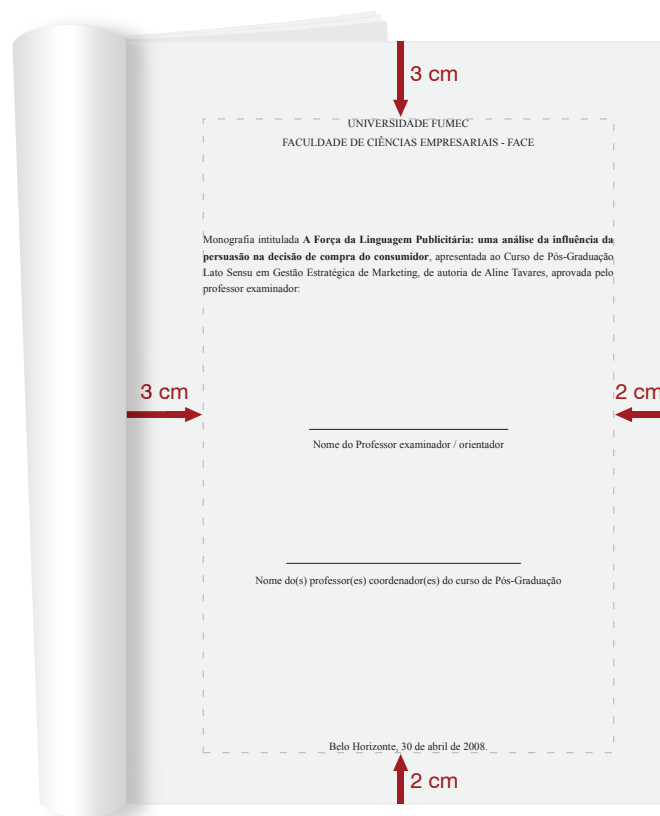 3 cm
UNIVERSIDADE FUMEC
FACULDADE DE CIÊNCIAS EMPRESARIAIS - FACE
Monografia intitulada A Força da Linguagem Publicitária: uma análise da influência da
persuasão na decisão de compra do consumidor, apresentada ao Curso de Pós-Graduação
Lato Sensu em Gestão Estratégica de Marketing, de autoria de Aline Tavares, aprovada pelo
professor examinador:
3 cm
2 cm
Nome do Professor examinador / orientador
Nome do(s) professor(es) coordenador(es) do curso de Pós-Graduação
Belo Horizonte, 30 de abril de 2008.
2 cm